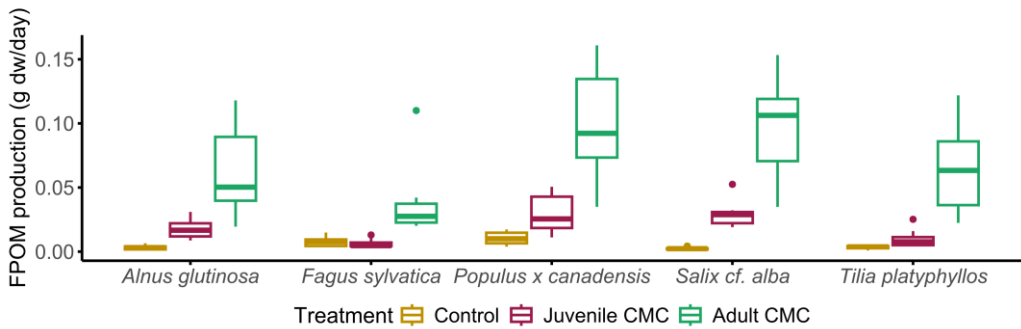 FPOM production (g dw/day)
0.15
0.10
0.05
0.00
Alnus glutinosa
Fagus sylvatica
Populus x canadensis
Salix cf. alba
Tilia platyphyllos
Treatment Control Juvenile CMC Adult CMC